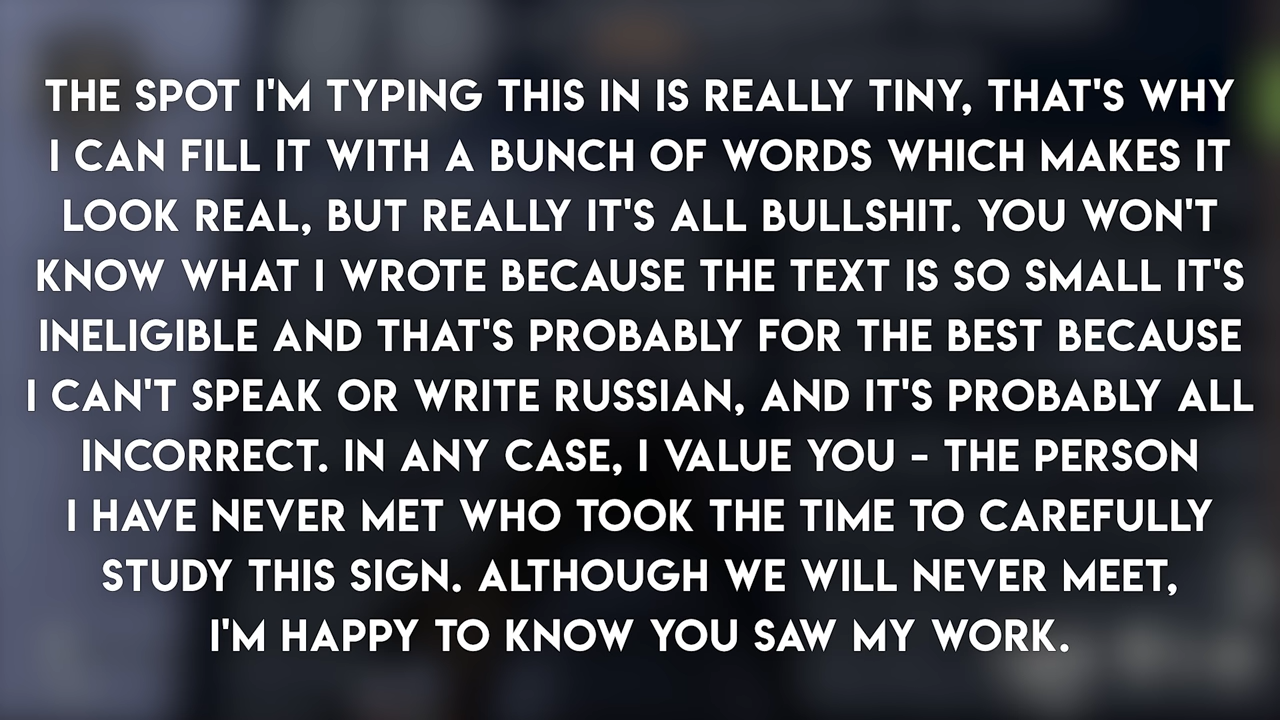 THE SPOT I'M TYPING THIS IN IS REALLY TINY, THAT'S WHY
I CAN FILL IT WITH A BUNCH OF WORDS WHICH MAKES IT
LOOK REAL, BUT REALLY IT'S ALL BULLSHIT. YOU WON'T
KNOW WHAT I WROTE BECAUSE THE TEXT IS SO SMALL IT'S
INELIGIBLE AND THAT'S PROBABLY FOR THE BEST BECAUSE
I CAN'T SPEAK OR WRITE RUSSIAN, AND IT'S PROBABLY ALL
INCORRECT. IN ANY CASE, I VALUE YOU - THE PERSON
I HAVE NEVER MET WHO TOOK THE TIME TO CAREFULLY
STUDY THIS SIGN. ALTHOUGH WE WILL NEVER MEET,
I'M HAPPY TO KNOW YOU SAW MY WORK.